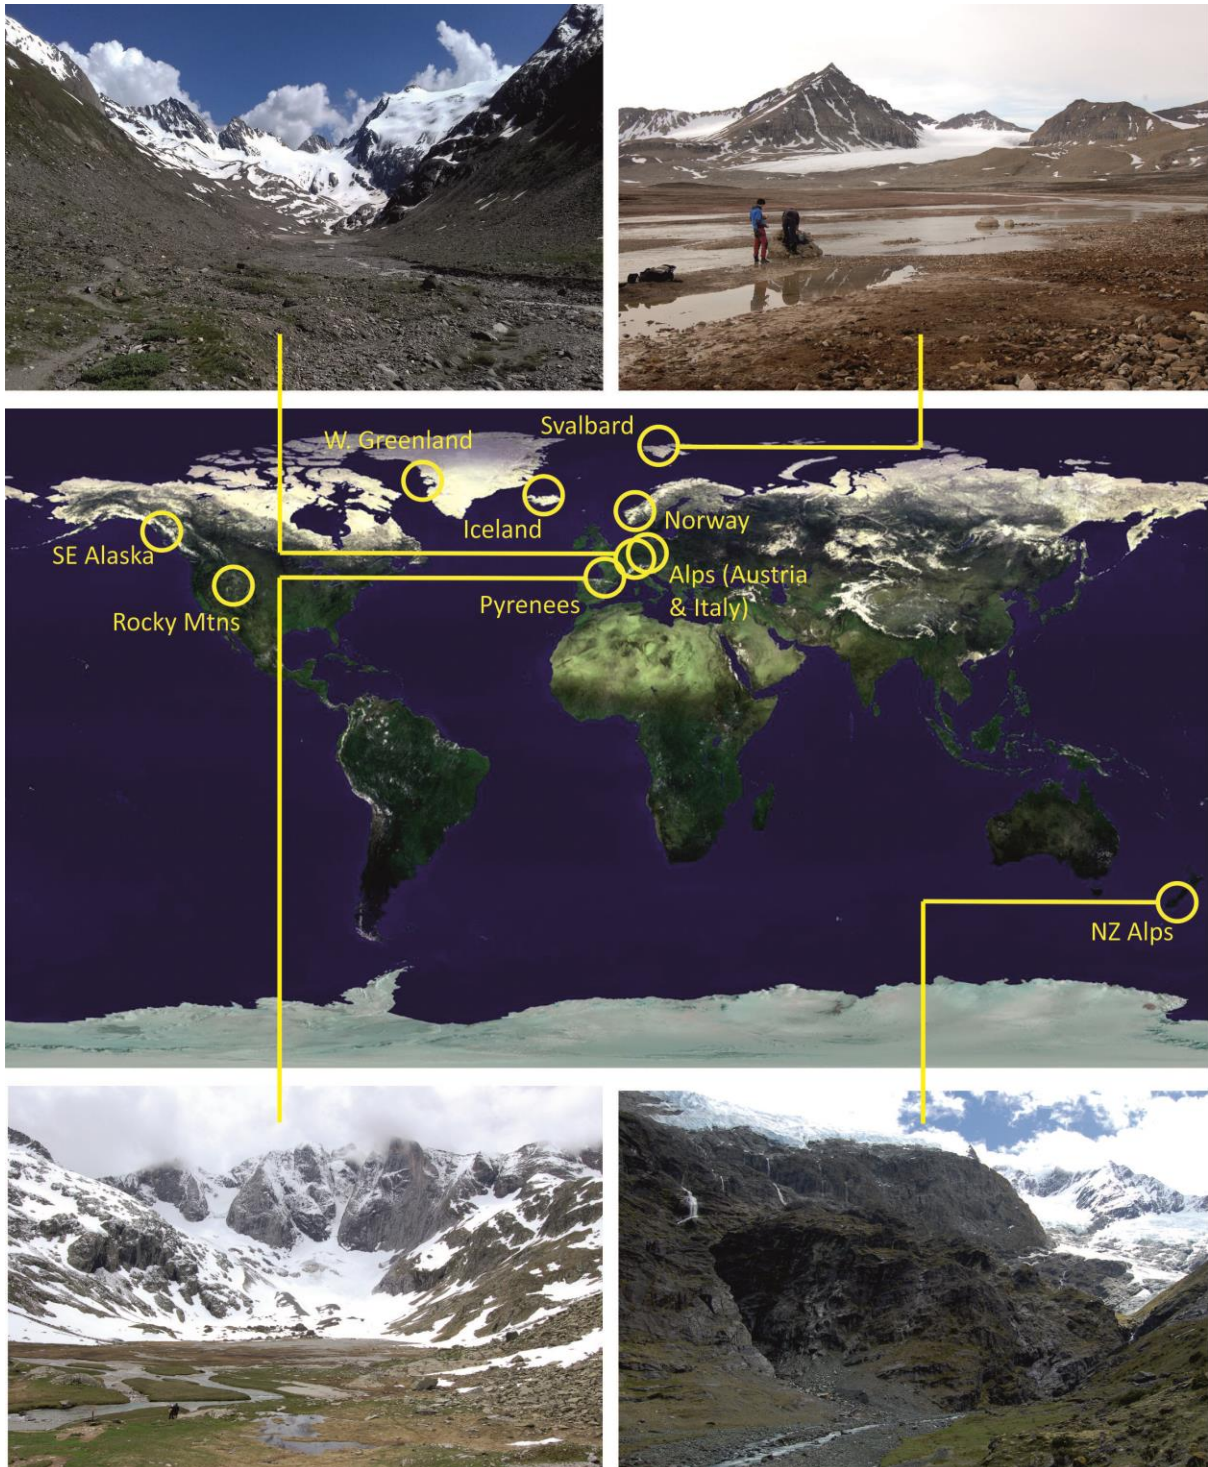 Svalbard
W. Greenland
Iceland
Norway
SE Alaska
Alps (Austria
& Italy)
Pyrenees
Rocky Mtns
NZ Alps